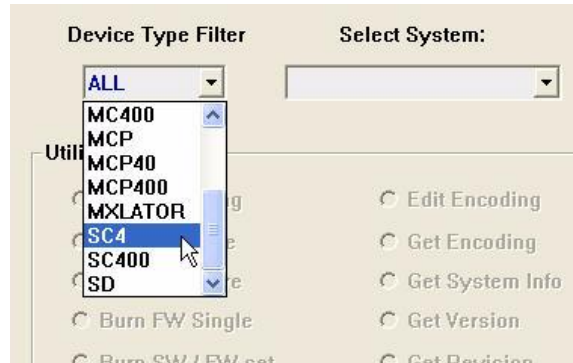 Device Type Filter Select System:
ALL
MC400
MCP
Utili
MCP40
MCP400
MXLATOR
g Edit Encoding
SC4
e Get Encoding
SC400
SD
re Get System Info
Burn FW Single Get Version
Burn SW / FW set Get Revision